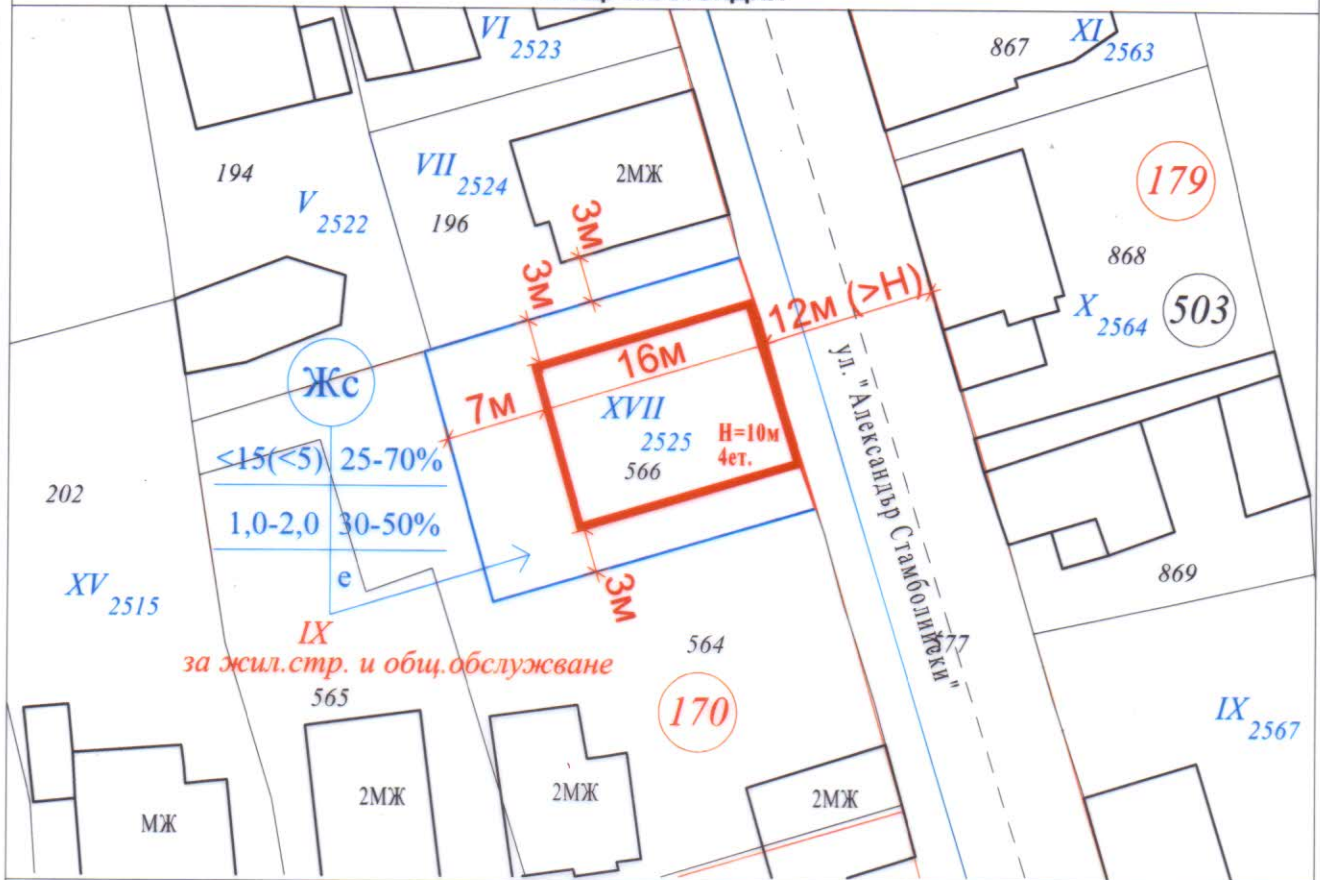 VI 2523
867
XI 2563
194
VII 2524
2МЖ
179
V 2522
196
3м
868
3м
12м (>Н)
X 2564
503
16м
Жс
7м
XVII 2525
Н=10м
4ет.
566
ул. "Александър Стамболийски"
<15(<5) 25-70%
202
1,0-2,0 30-50%
е
XV 2515
3м
869
IX
за жил.стр. и общ.обслужване
564
577
565
170
IX 2567
2МЖ
2МЖ
2МЖ
МЖ